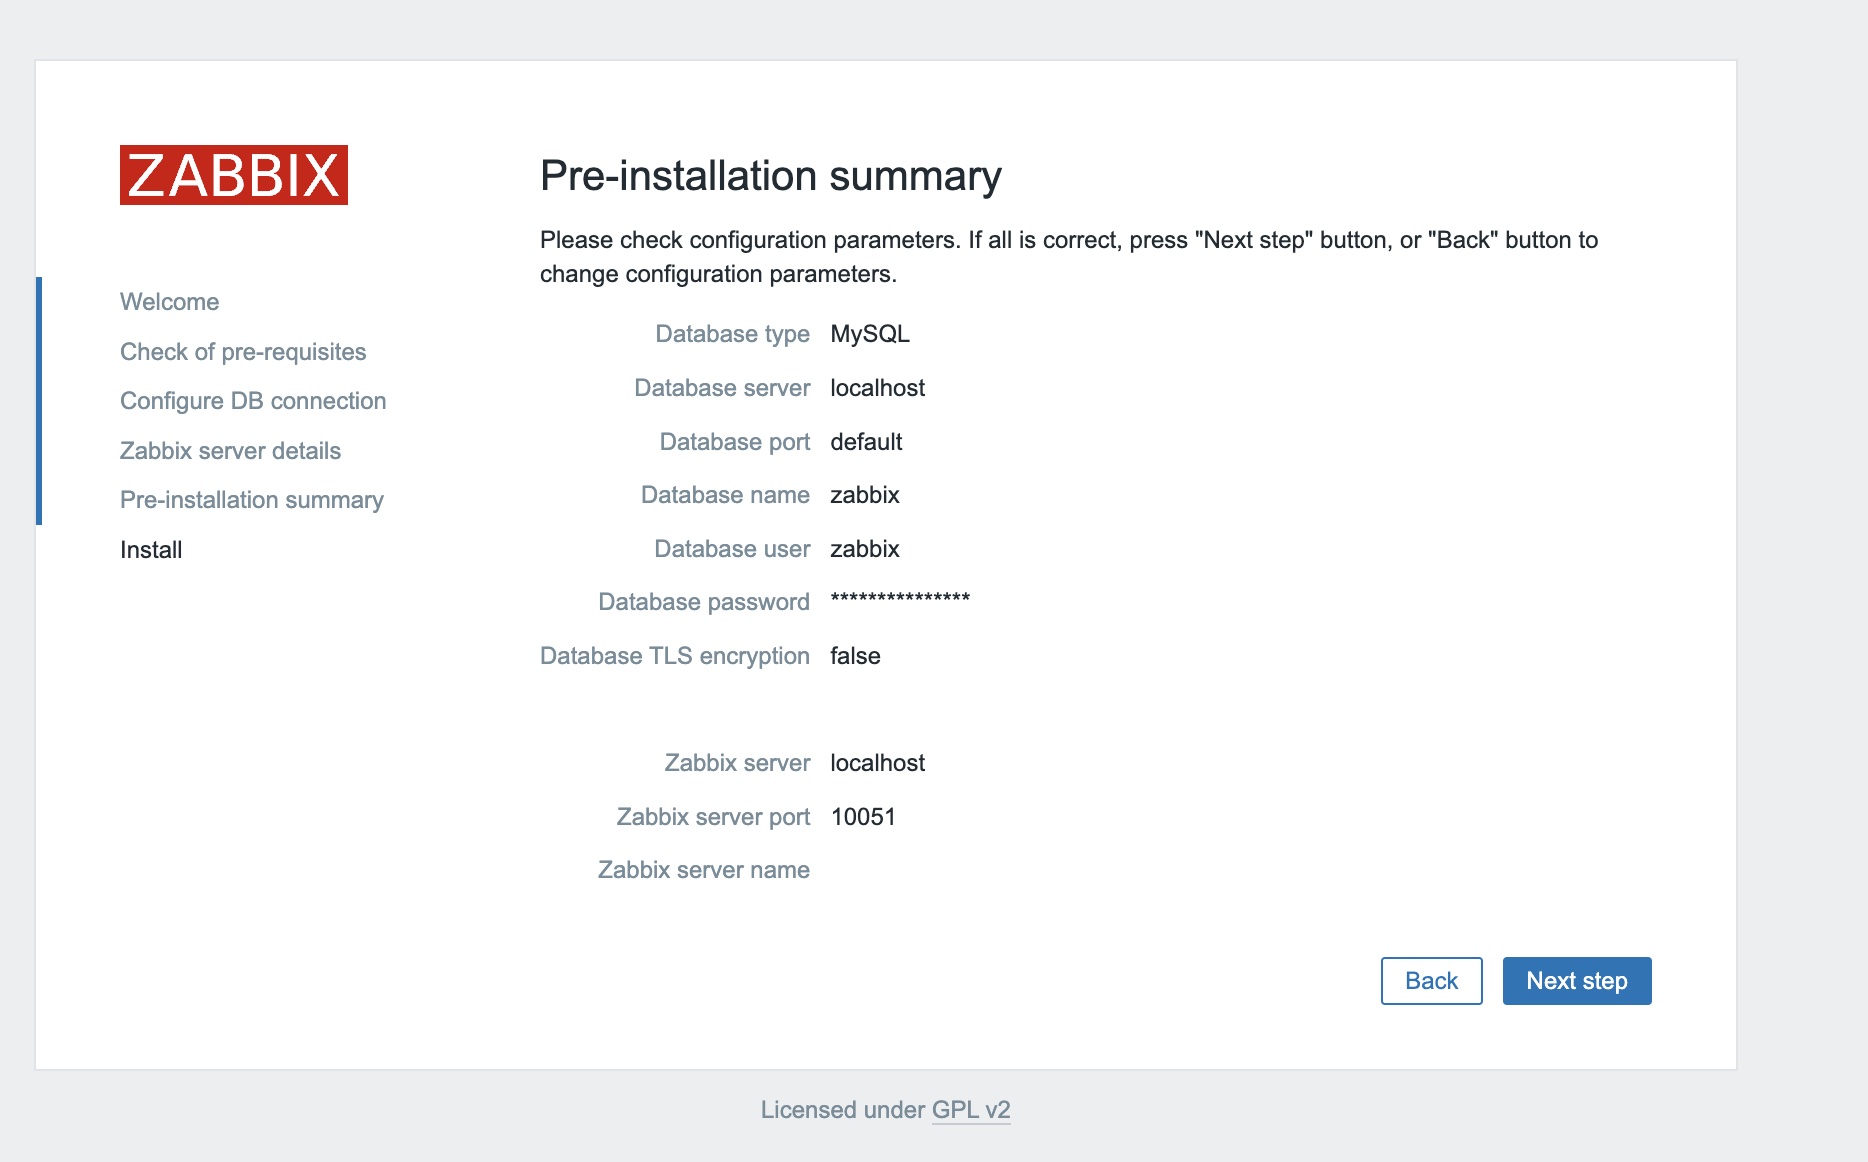 ZABBIX
Welcome
Check of pre-requisites
Configure DB connection
Zabbix server details
Pre-installation summary
Install
Pre-installation summary
Please check configuration parameters. If all is correct, press "Next step" button, or "Back" button to
change configuration parameters.
Database type MySQL
Database server localhost
Database port default
Database name zabbix
Database user zabbix
Database password ***************
Database TLS encryption false
Zabbix server localhost
Zabbix server port 10051
Zabbix server name
Back Next step
Licensed under GPL v2